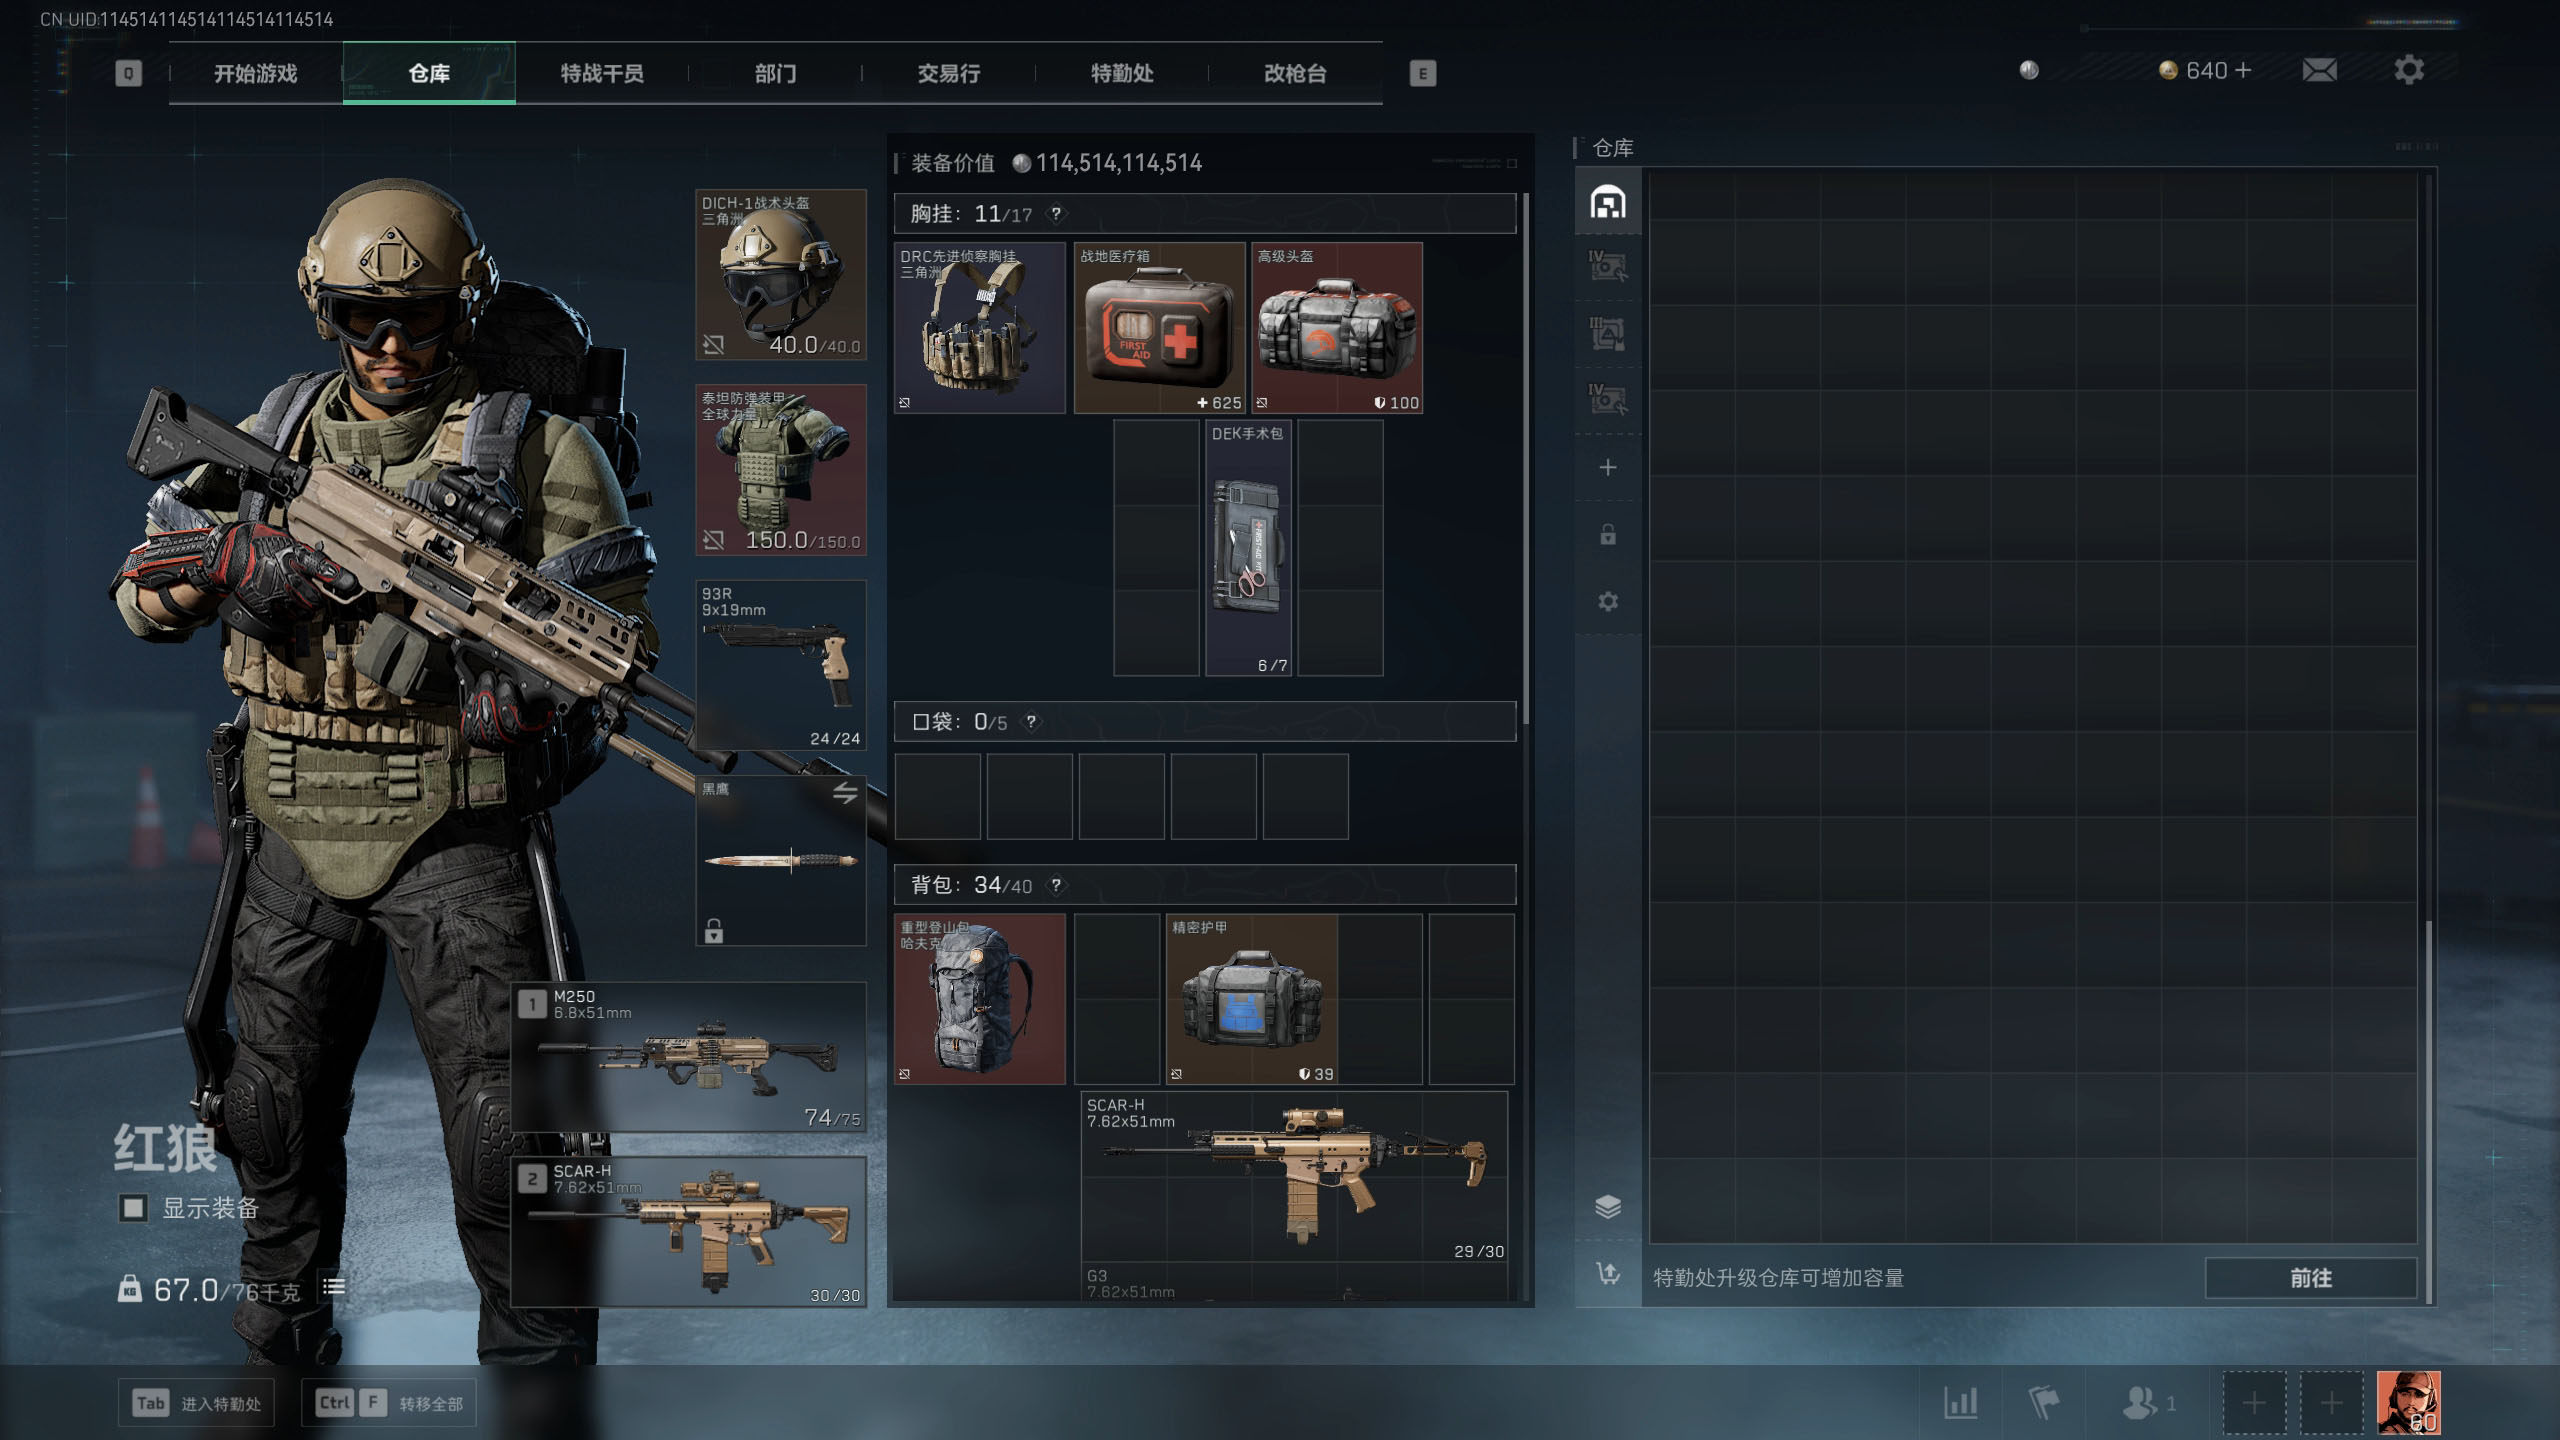 CN UID:114514114514114514114514
Q
开始游戏
仓库
特战干员
部门
交易行
特勤处
改枪台
E
640 +
装备价值 114,514,114,514
仓库
DICH-1战术头盔
三角洲
40.0/40.0
泰坦防弹装甲
全球力量
150.0/150.0
93R
9x19mm
24/24
黑鹰
1
M250
6.8x51mm
74/75
2
SCAR-H
7.62x51mm
30/30
胸挂: 11/17 ?
DRC先进侦察胸挂
三角洲
战地医疗箱
FIRST
AID
625
高级头盔
100
DEK手术包
6/7
口袋: 0/5 ?
背包: 34/40 ?
重型登山包
哈夫克
精密护甲
39
SCAR-H
7.62x51mm
29/30
G3
7.62x51mm
IV
III
IV
特勤处升级仓库可增加容量
前往
红狼
显示装备
KG 67.0/76千克
Tab 进入特勤处
Ctrl F 转移全部
1
60